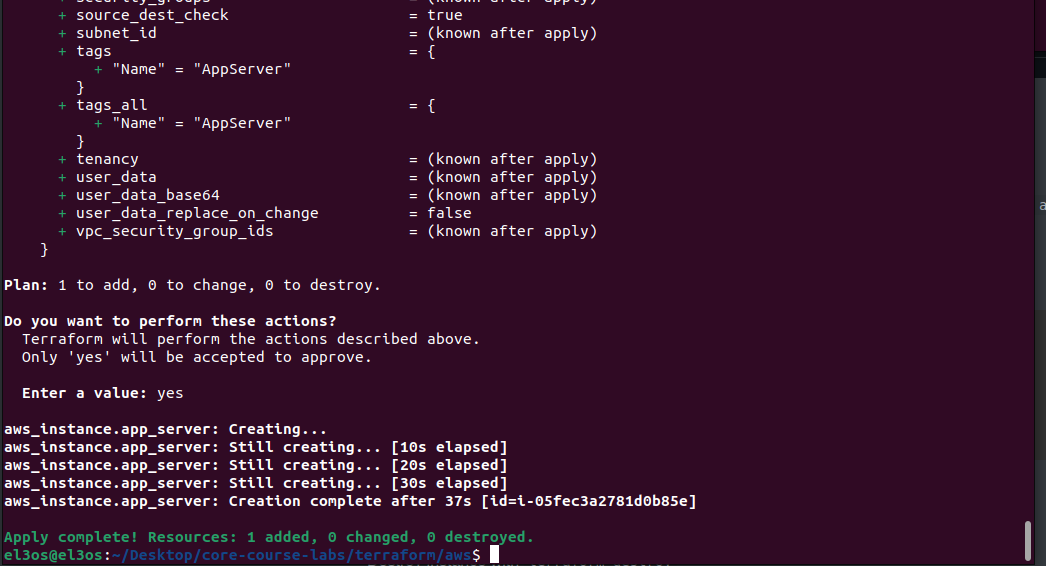 + security_groups = (known after apply)
+ source_dest_check = true
+ subnet_id = (known after apply)
+ tags = {
+ "Name" = "AppServer"
}
+ tags_all = {
+ "Name" = "AppServer"
}
+ tenancy = (known after apply)
+ user_data = (known after apply)
+ user_data_base64 = (known after apply)
+ user_data_replace_on_change = false
+ vpc_security_group_ids = (known after apply)
}
Plan: 1 to add, 0 to change, 0 to destroy.
Do you want to perform these actions?
Terraform will perform the actions described above.
Only 'yes' will be accepted to approve.
Enter a value: yes
aws_instance.app_server: Creating...
aws_instance.app_server: Still creating... [10s elapsed]
aws_instance.app_server: Still creating... [20s elapsed]
aws_instance.app_server: Still creating... [30s elapsed]
aws_instance.app_server: Creation complete after 37s [id=i-05fec3a2781d0b85e]
Apply complete! Resources: 1 added, 0 changed, 0 destroyed.
el3os@el3os:~/Desktop/core-course-labs/terraform/aws$